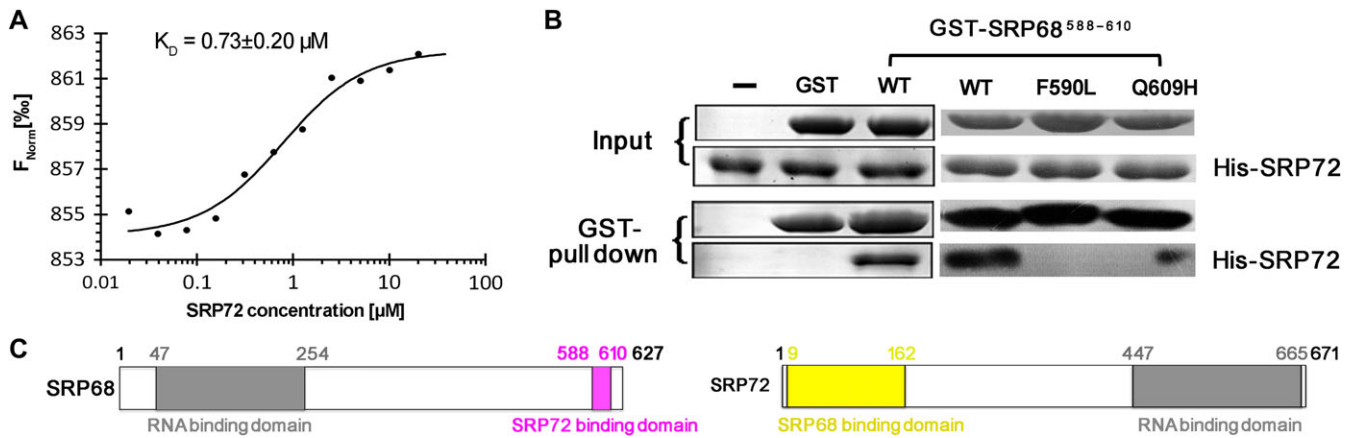 A
K_D = 0.73±0.20 µM
863
861
859
857
854
853
F_Norm[‰]
0.01 0.1 1 10 100
SRP72 concentration [µM]
B
GST-SRP68^588-610
— GST WT WT F590L Q609H
Input
His-SRP72
GST-
pull down
His-SRP72
C
1 47 254 588 610 627
SRP68
RNA binding domain SRP72 binding domain
1 9 162 447 665 671
SRP72
SRP68 binding domain RNA binding domain